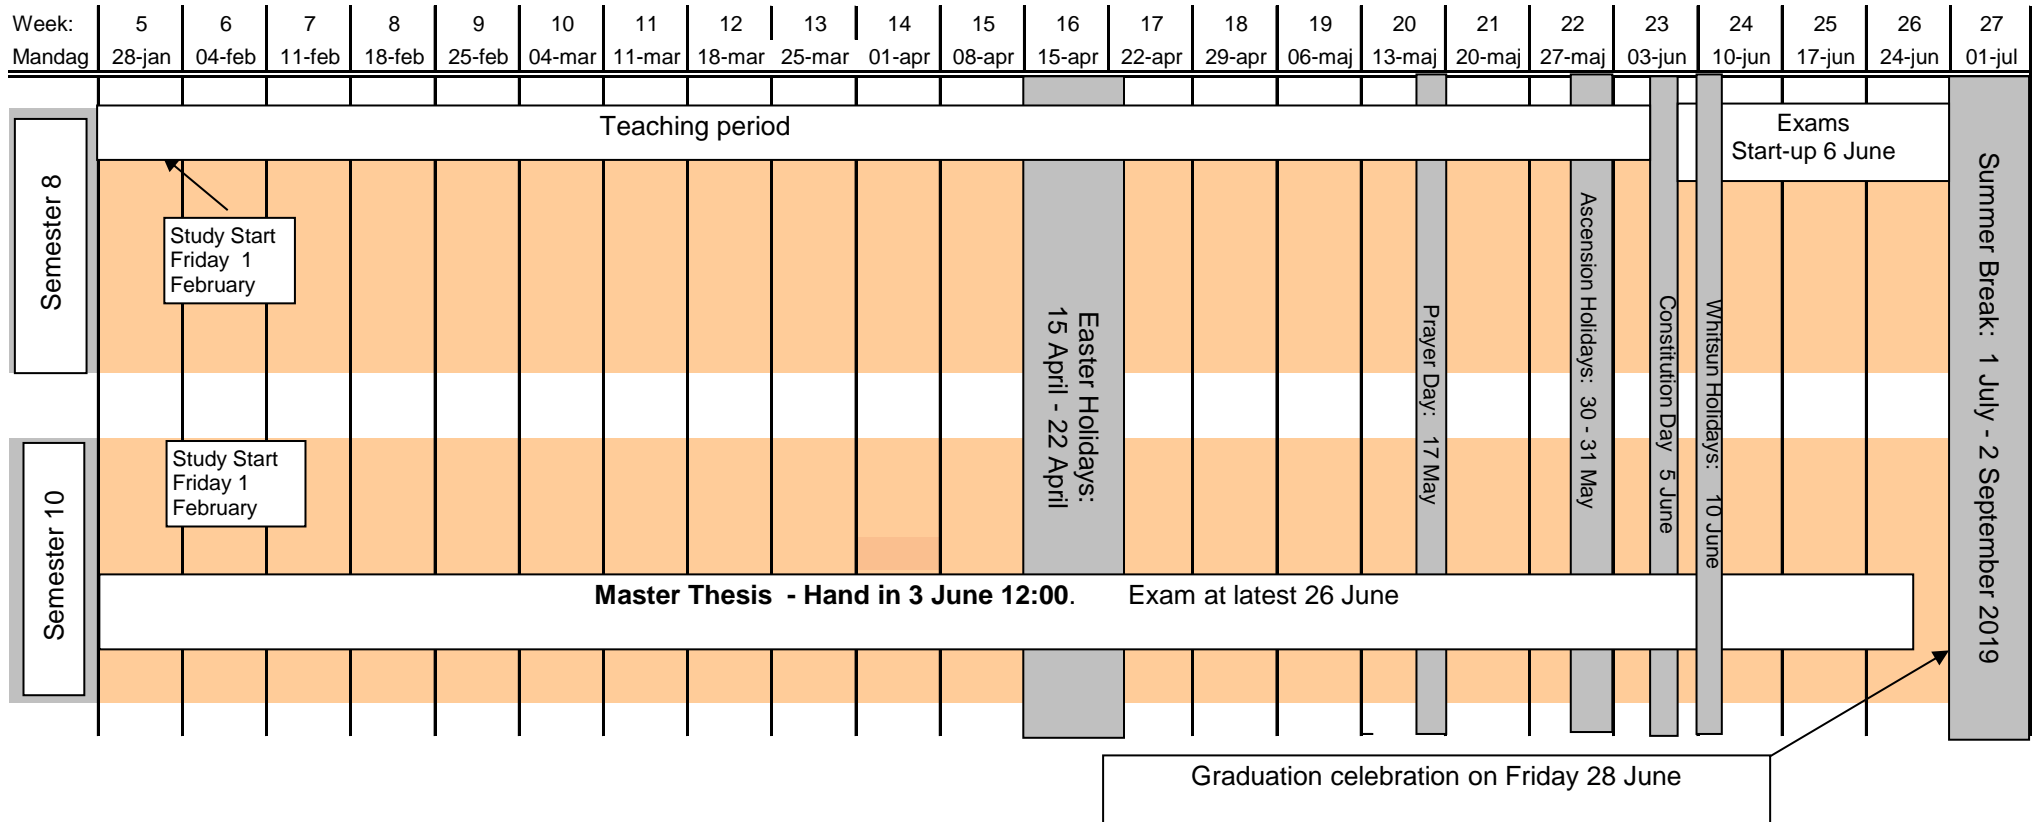 Week: 5 6 7 8 9 10 11 12 13 14 15 16 17 18 19 20 21 22 23 24 25 26 27
Mandag 28-jan 04-feb 11-feb 18-feb 25-feb 04-mar 11-mar 18-mar 25-mar 01-apr 08-apr 15-apr 22-apr 29-apr 06-maj 13-maj 20-maj 27-maj 03-jun 10-jun 17-jun 24-jun 01-jul
Semester 8
Teaching period
Exams
Start-up 6 June
Study Start
Friday 1
February
Easter Holidays:
15 April - 22 April
Prayer Day: 17 May
Ascension Holidays: 30 - 31 May
Constitution Day 5 June
Whitsun Holidays: 10 June
Summer Break: 1 July - 2 September 2019
Semester 10
Study Start
Friday 1
February
Master Thesis - Hand in 3 June 12:00. Exam at latest 26 June
Graduation celebration on Friday 28 June